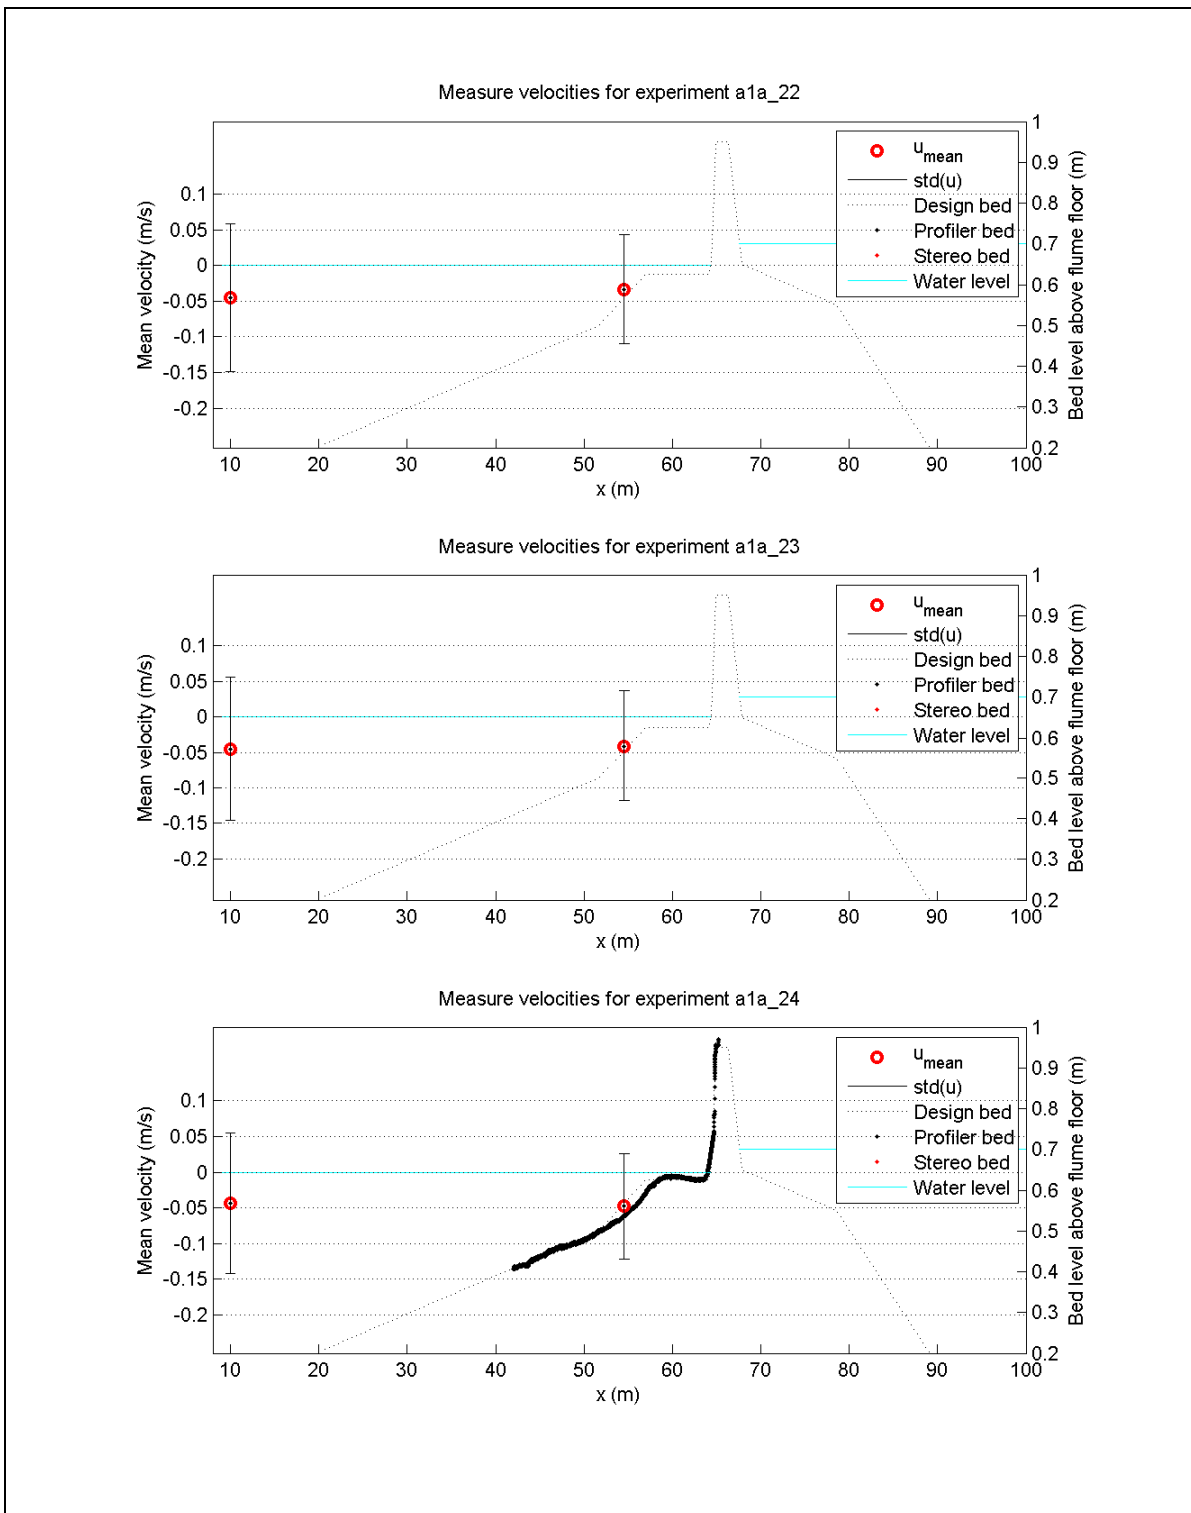 Measure velocities for experiment a1a_22
Mean velocity (m/s)
0.1
0.05
0
-0.05
-0.1
-0.15
-0.2
10 20 30 40 50 60 70 80 90 100
x (m)
1
0.9
0.8
0.7
0.6
0.5
0.4
0.3
0.2
Bed level above flume floor (m)
u_mean
std(u)
Design bed
Profiler bed
Stereo bed
Water level
Measure velocities for experiment a1a_23
Mean velocity (m/s)
0.1
0.05
0
-0.05
-0.1
-0.15
-0.2
10 20 30 40 50 60 70 80 90 100
x (m)
1
0.9
0.8
0.7
0.6
0.5
0.4
0.3
0.2
Bed level above flume floor (m)
u_mean
std(u)
Design bed
Profiler bed
Stereo bed
Water level
Measure velocities for experiment a1a_24
Mean velocity (m/s)
0.1
0.05
0
-0.05
-0.1
-0.15
-0.2
10 20 30 40 50 60 70 80 90 100
x (m)
1
0.9
0.8
0.7
0.6
0.5
0.4
0.3
0.2
Bed level above flume floor (m)
u_mean
std(u)
Design bed
Profiler bed
Stereo bed
Water level